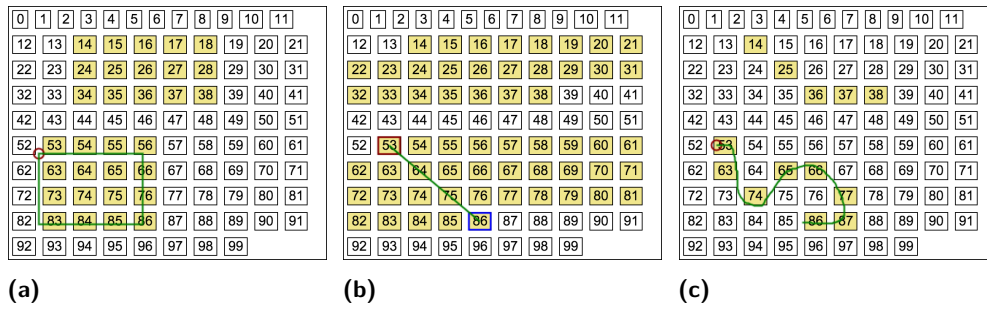 0 1 2 3 4 5 6 7 8 9 10 11
12 13 14 15 16 17 18 19 20 21
22 23 24 25 26 27 28 29 30 31
32 33 34 35 36 37 38 39 40 41
42 43 44 45 46 47 48 49 50 51
52 53 54 55 56 57 58 59 60 61
62 63 64 65 66 67 68 69 70 71
72 73 74 75 76 77 78 79 80 81
82 83 84 85 86 87 88 89 90 91
92 93 94 95 96 97 98 99
(a)
0 1 2 3 4 5 6 7 8 9 10 11
12 13 14 15 16 17 18 19 20 21
22 23 24 25 26 27 28 29 30 31
32 33 34 35 36 37 38 39 40 41
42 43 44 45 46 47 48 49 50 51
52 53 54 55 56 57 58 59 60 61
62 63 64 65 66 67 68 69 70 71
72 73 74 75 76 77 78 79 80 81
82 83 84 85 86 87 88 89 90 91
92 93 94 95 96 97 98 99
(b)
0 1 2 3 4 5 6 7 8 9 10 11
12 13 14 15 16 17 18 19 20 21
22 23 24 25 26 27 28 29 30 31
32 33 34 35 36 37 38 39 40 41
42 43 44 45 46 47 48 49 50 51
52 53 54 55 56 57 58 59 60 61
62 63 64 65 66 67 68 69 70 71
72 73 74 75 76 77 78 79 80 81
82 83 84 85 86 87 88 89 90 91
92 93 94 95 96 97 98 99
(c)